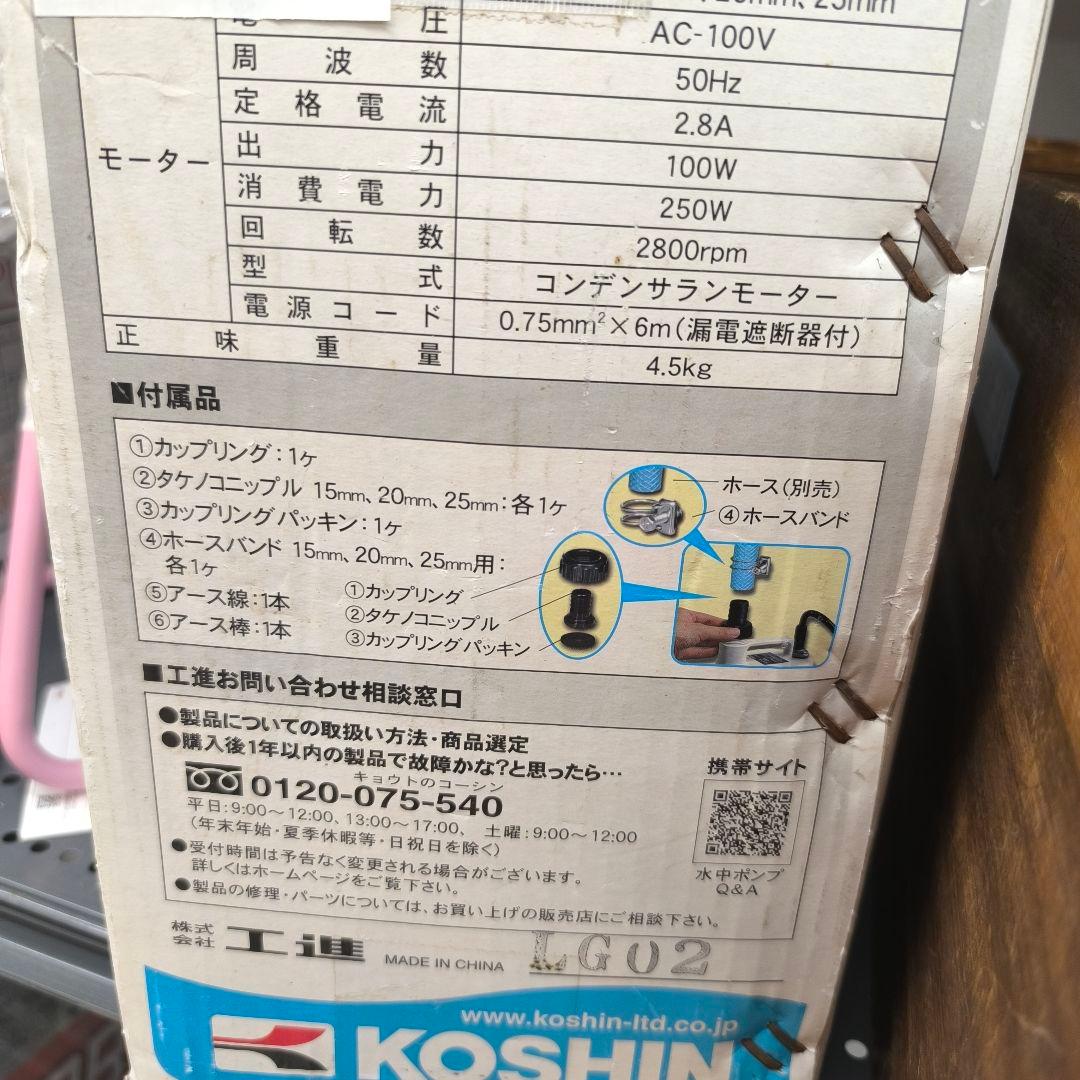 20mm、25mm
電圧 AC-100V
周波数 50Hz
定格電流 2.8A
モーター
出力 100W
消費電力 250W
回転数 2800rpm
型式 コンデンサランモーター
電源コード 0.75mm²×6m(漏電遮断器付)
正味重量 4.5kg
付属品
①カップリング:1ヶ
②タケノコニップル 15mm、20mm、25mm:各1ヶ
③カップリングパッキン:1ヶ
④ホースバンド 15mm、20mm、25mm用:
各1ヶ
⑤アース線:1本
⑥アース棒:1本
①カップリング
②タケノコニップル
③カップリングパッキン
ホース(別売)
④ホースバンド
■工進お問い合わせ相談窓口
●製品についての取扱い方法・商品選定
●購入後1年以内の製品で故障かな?と思ったら…
キョウトのコーシン
0120-075-540
平日:9:00〜12:00、13:00〜17:00、 土曜:9:00〜12:00
(年末年始・夏季休暇等・日祝日を除く)
●受付時間は予告なく変更される場合がございます。
詳しくはホームページをご覧下さい。
●製品の修理・パーツについては、お買い上げの販売店にご相談下さい。
携帯サイト
水中ポンプ
Q&A
株式会社 工進 MADE IN CHINA LG02
www.koshin-ltd.co.jp
KOSHIN